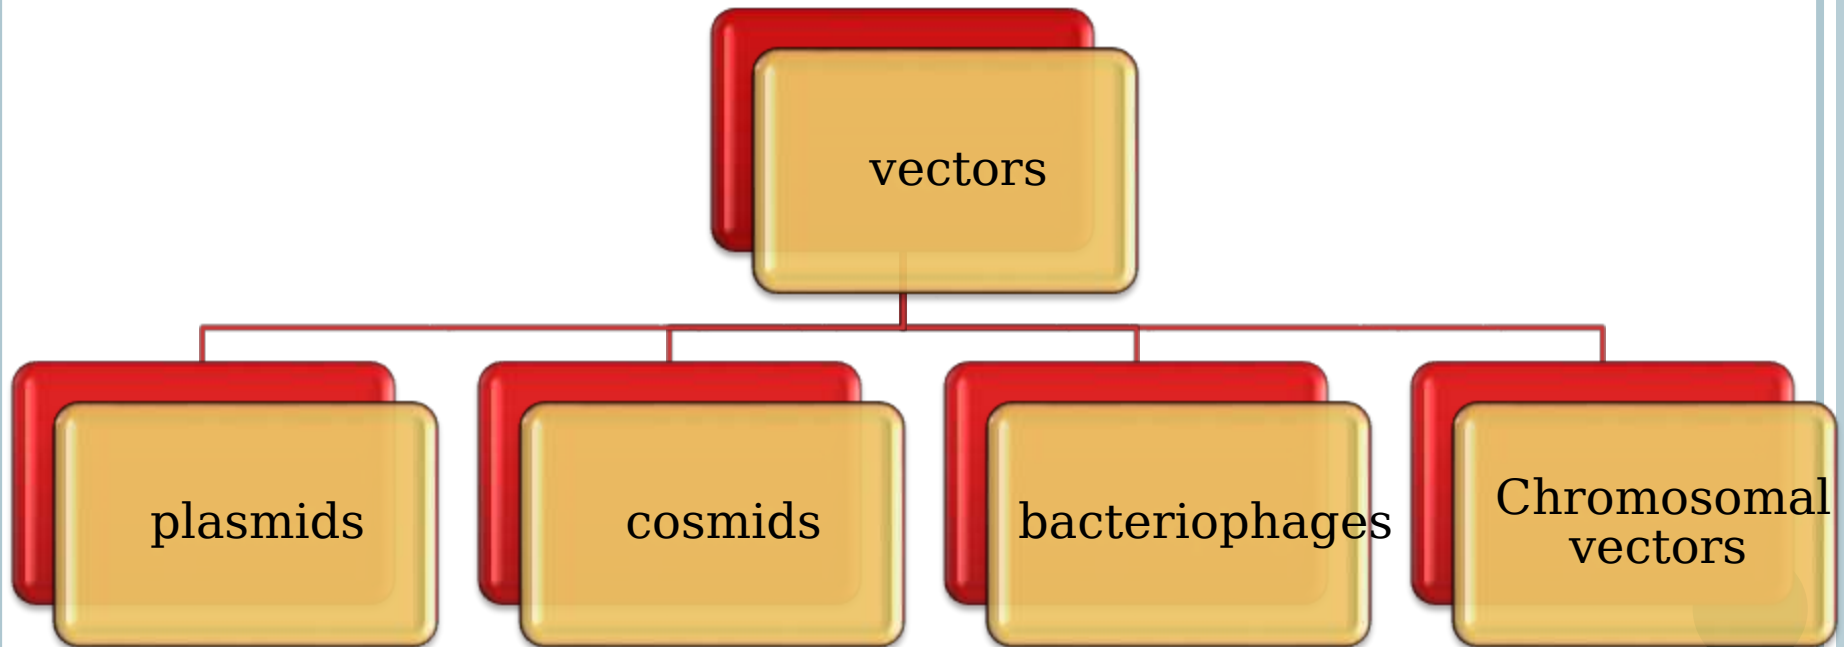 vectors
plasmids
cosmids
bacteriophages
Chromosomal
vectors